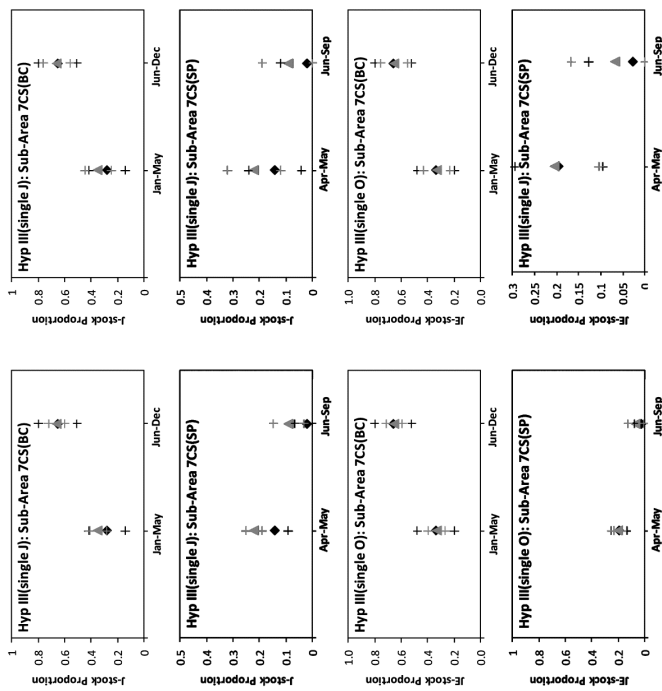 Hyp III(single J): Sub-Area 7CS(BC)
J-stock Proportion
1
0.8
0.6
0.4
0.2
0
Jan-May
Jun-Dec
Hyp III(single J): Sub-Area 7CS(BC)
J-stock Proportion
1
0.8
0.6
0.4
0.2
0
Jan-May
Jun-Dec
Hyp III(single J): Sub-Area 7CS(SP)
J-stock Proportion
0.5
0.4
0.3
0.2
0.1
0
Apr-May
Jun-Sep
Hyp III(single J): Sub-Area 7CS(SP)
J-stock Proportion
0.5
0.4
0.3
0.2
0.1
0
Apr-May
Jun-Sep
Hyp III(single O): Sub-Area 7CS(BC)
JE-stock Proportion
1.0
0.8
0.6
0.4
0.2
0.0
Jan-May
Jun-Dec
Hyp III(single O): Sub-Area 7CS(BC)
JE-stock Proportion
1.0
0.8
0.6
0.4
0.2
0.0
Jan-May
Jun-Dec
Hyp III(single O): Sub-Area 7CS(SP)
JE-stock Proportion
1
0.8
0.6
0.4
0.2
0
Apr-May
Jun-Sep
Hyp III(single J): Sub-Area 7CS(SP)
JE-stock Proportion
0.3
0.25
0.2
0.15
0.1
0.05
0
Apr-May
Jun-Sep